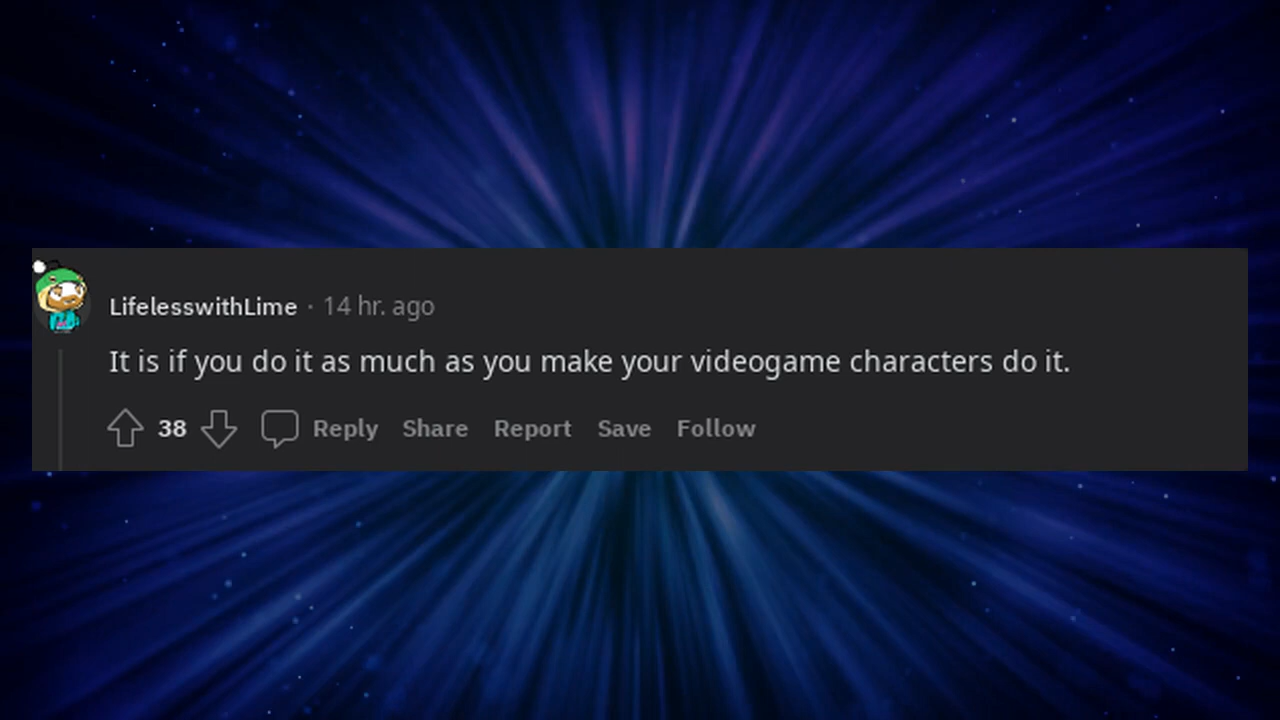 LifelesswithLime · 14 hr. ago
It is if you do it as much as you make your videogame characters do it.
38 Reply Share Report Save Follow